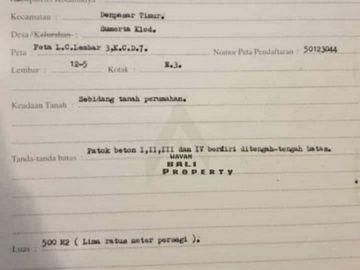 Kecamatan : Denpasar Timur.
Desa / Kelurahan : Sumerta Klod.
Peta Peta L.C.Lembar 3,K.C.D.7. Nomor Peta Pendaftaran : 50123044
Lembar : 12-5 Kotak : E.3.
Keadaan Tanah : Sebidang tanah perumahan.
Tanda-tanda batas : Patok beton I,II,III dan IV berdiri ditengah-tengah batas.
WAYAN
BALI
PROPERTY
Luas : 500 M2 ( Lima ratus meter persegi ).